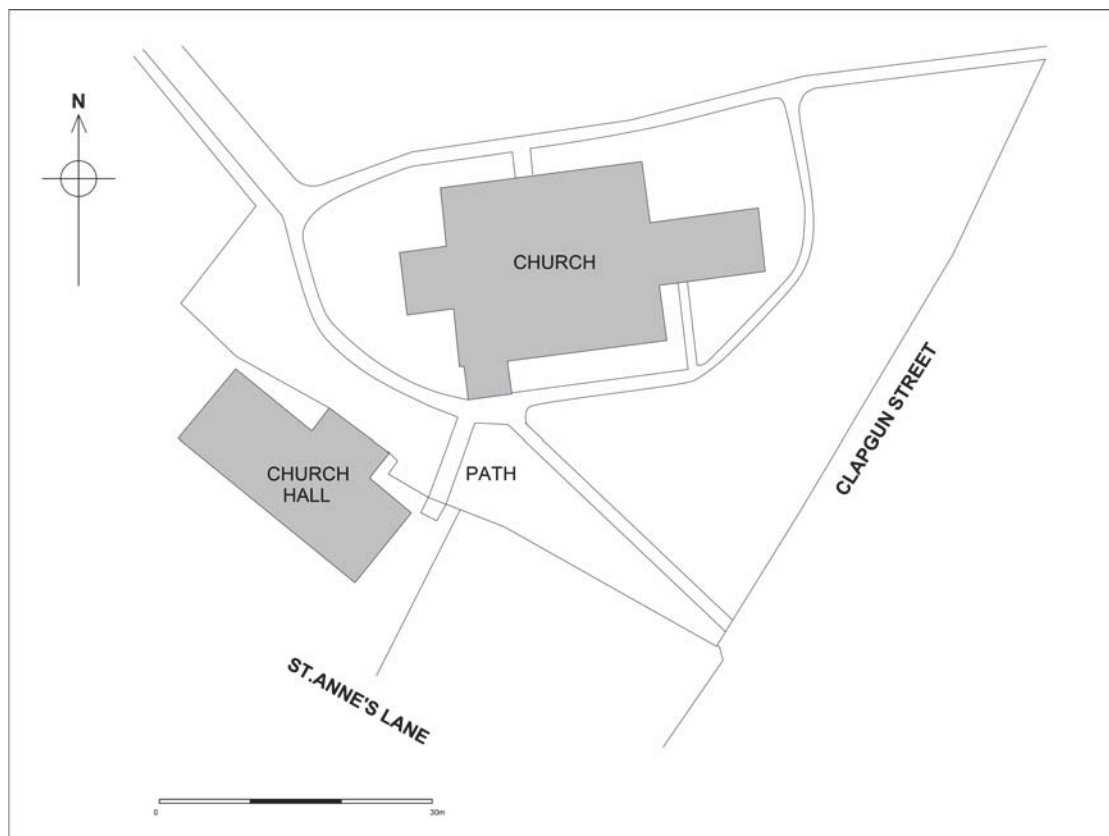 N
CHURCH
CLAPGUN STREET
CHURCH
HALL
PATH
ST.ANNE'S LANE
0
30m